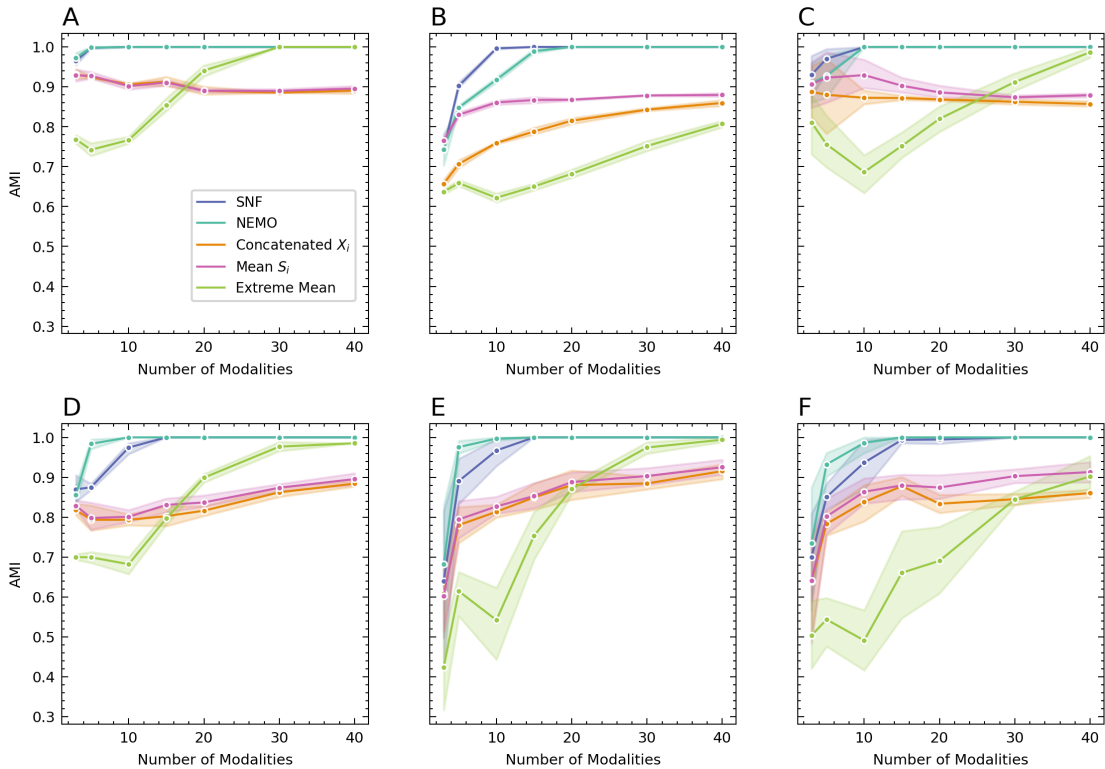 A
B
C
1.0
0.9
0.8
0.7
0.6
0.5
0.4
0.3
AMI
SNF
NEMO
Concatenated X_i
Mean S_i
Extreme Mean
10 20 30 40
10 20 30 40
10 20 30 40
Number of Modalities
Number of Modalities
Number of Modalities
D
E
F
1.0
0.9
0.8
0.7
0.6
0.5
0.4
0.3
AMI
10 20 30 40
10 20 30 40
10 20 30 40
Number of Modalities
Number of Modalities
Number of Modalities